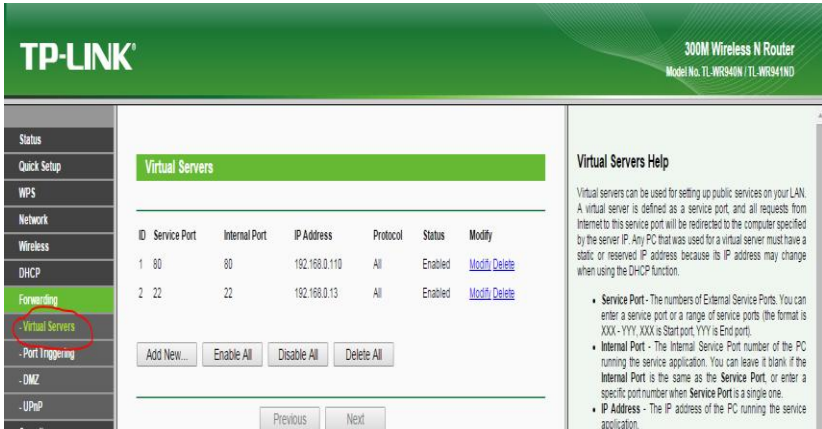 TP-LINK®
300M Wireless N Router
Model No. TL-WR940N / TL-WR941ND
Status
Quick Setup
WPS
Network
Wireless
DHCP
Forwarding
- Virtual Servers
- Port Triggering
- DMZ
- UPnP
Virtual Servers
ID Service Port Internal Port IP Address Protocol Status Modify
1 80 80 192.168.0.110 All Enabled Modify Delete
2 22 22 192.168.0.13 All Enabled Modify Delete
Add New... Enable All Disable All Delete All
Previous Next
Virtual Servers Help
Virtual servers can be used for setting up public services on your LAN.
A virtual server is defined as a service port, and all requests from
Internet to this service port will be redirected to the computer specified
by the server IP. Any PC that was used for a virtual server must have a
static or reserved IP address because its IP address may change
when using the DHCP function.
• Service Port - The numbers of External Service Ports. You can
enter a service port or a range of service ports (the format is
XXX - YYY, XXX is Start port, YYY is End port).
• Internal Port - The Internal Service Port number of the PC
running the service application. You can leave it blank if the
Internal Port is the same as the Service Port, or enter a
specific port number when Service Port is a single one.
• IP Address - The IP address of the PC running the service
application.